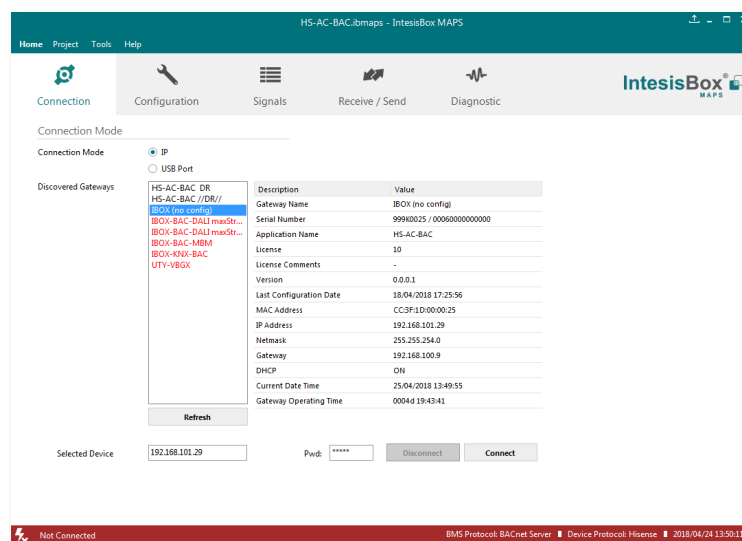 HS-AC-BAC.ibmaps - IntesisBox MAPS
Home Project Tools Help
Connection Configuration Signals Receive / Send Diagnostic
IntesisBox®
MAPS
Connection Mode
Connection Mode IP
USB Port
Discovered Gateways
HS-AC-BAC DR
HS-AC-BAC //DR//
IBOX (no config)
IBOX-BAC-DALI maxStr...
IBOX-BAC-DALI maxStr...
IBOX-BAC-MBM
IBOX-KNX-BAC
UTY-VBGX
Refresh
Description Value
Gateway Name IBOX (no config)
Serial Number 999K0025 / 00060000000000
Application Name HS-AC-BAC
License 10
License Comments -
Version 0.0.0.1
Last Configuration Date 18/04/2018 17:25:56
MAC Address CC:3F:1D:00:00:25
IP Address 192.168.101.29
Netmask 255.255.254.0
Gateway 192.168.100.9
DHCP ON
Current Date Time 25/04/2018 13:49:55
Gateway Operating Time 0004d 19:43:41
Selected Device 192.168.101.29 Pwd: ***** Disconnect Connect
Not Connected BMS Protocol: BACnet Server Device Protocol: Hisense 2018/04/24 13:50:11